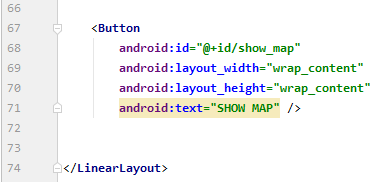 66
67 <Button
68 android:id="@+id/show_map"
69 android:layout_width="wrap_content"
70 android:layout_height="wrap_content"
71 android:text="SHOW MAP" />
72
73
74 </LinearLayout>